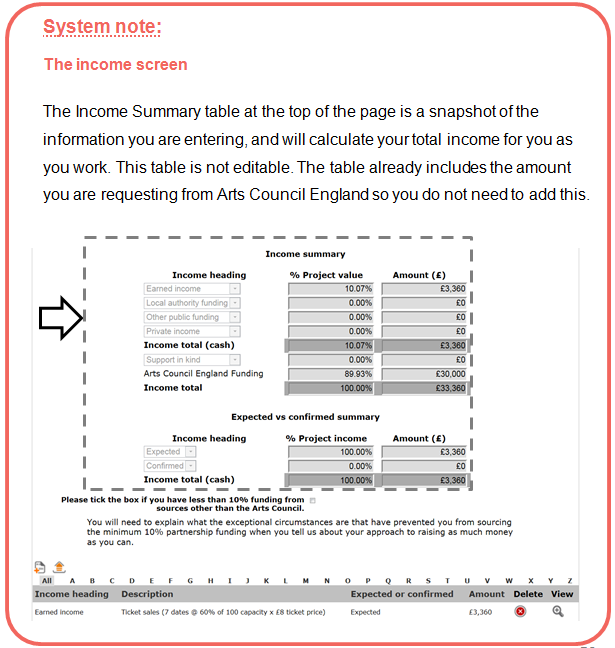 System note:
The income screen
The Income Summary table at the top of the page is a snapshot of the
information you are entering, and will calculate your total income for you as
you work. This table is not editable. The table already includes the amount
you are requesting from Arts Council England so you do not need to add this.
Income summary
Income heading % Project value Amount (£)
Earned income 10.07% £3,360
Local authority funding 0.00% £0
Other public funding 0.00% £0
Private income 0.00% £0
Income total (cash) 10.07% £3,360
Support in kind 0.00% £0
Arts Council England Funding 89.93% £30,000
Income total 100.00% £33,360
Expected vs confirmed summary
Income heading % Project income Amount (£)
Expected 100.00% £3,360
Confirmed 0.00% £0
Income total (cash) 100.00% £3,360
Please tick the box if you have less than 10% funding from
sources other than the Arts Council.
You will need to explain what the exceptional circumstances are that have prevented you from sourcing
the minimum 10% partnership funding when you tell us about your approach to raising as much money
as you can.
All A B C D E F G H I J K L M N O P Q R S T U V W X Y Z
Income heading Description Expected or confirmed Amount Delete View
Earned income Ticket sales (7 dates @ 60% of 100 capacity x £8 ticket price) Expected £3,360